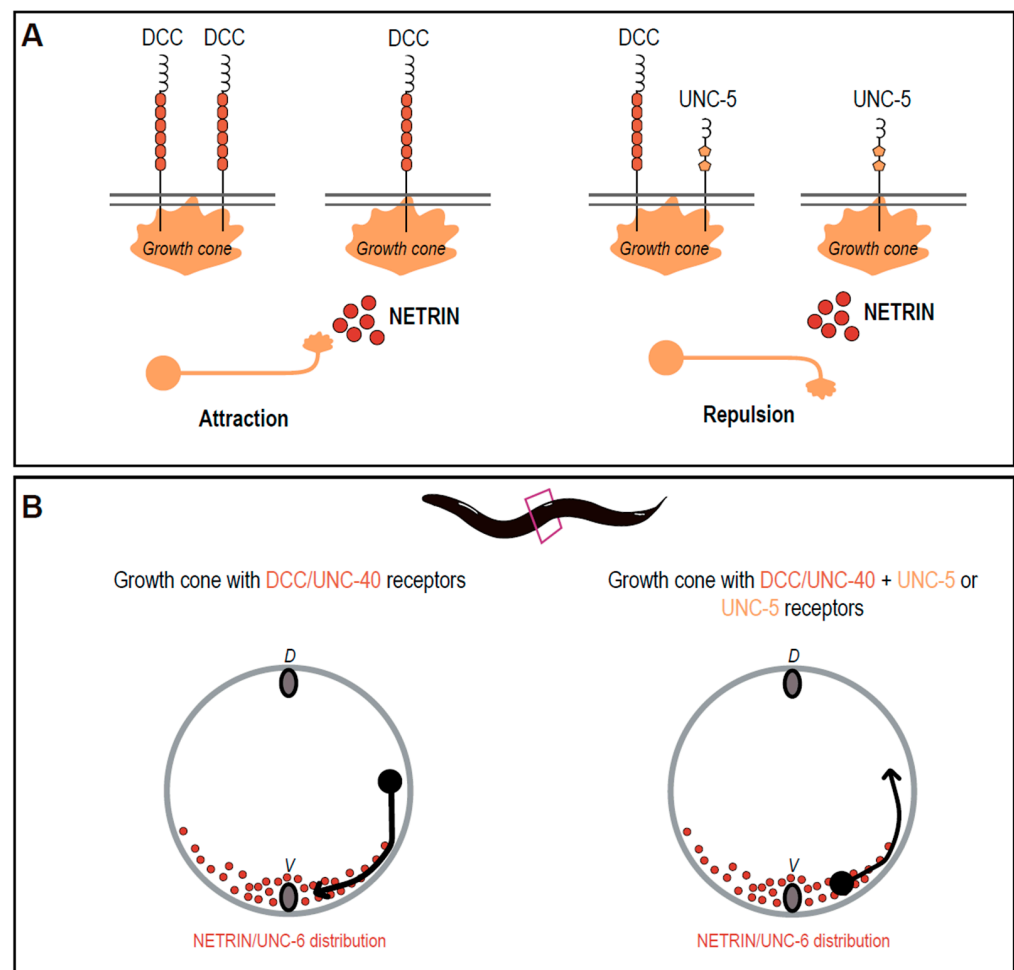 A
DCC DCC DCC DCC
UNC-5 UNC-5
Growth cone Growth cone Growth cone Growth cone
NETRIN NETRIN
Attraction Repulsion
B
Growth cone with DCC/UNC-40 receptors
Growth cone with DCC/UNC-40 + UNC-5 or
UNC-5 receptors
D D
V V
NETRIN/UNC-6 distribution NETRIN/UNC-6 distribution